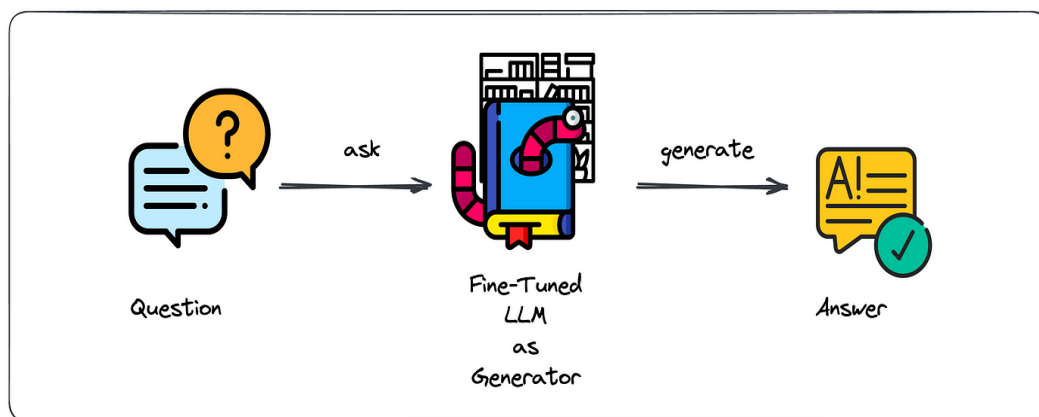 ?
ask
generate
A!
Question
Fine-Tuned
LLM
as
Generator
Answer